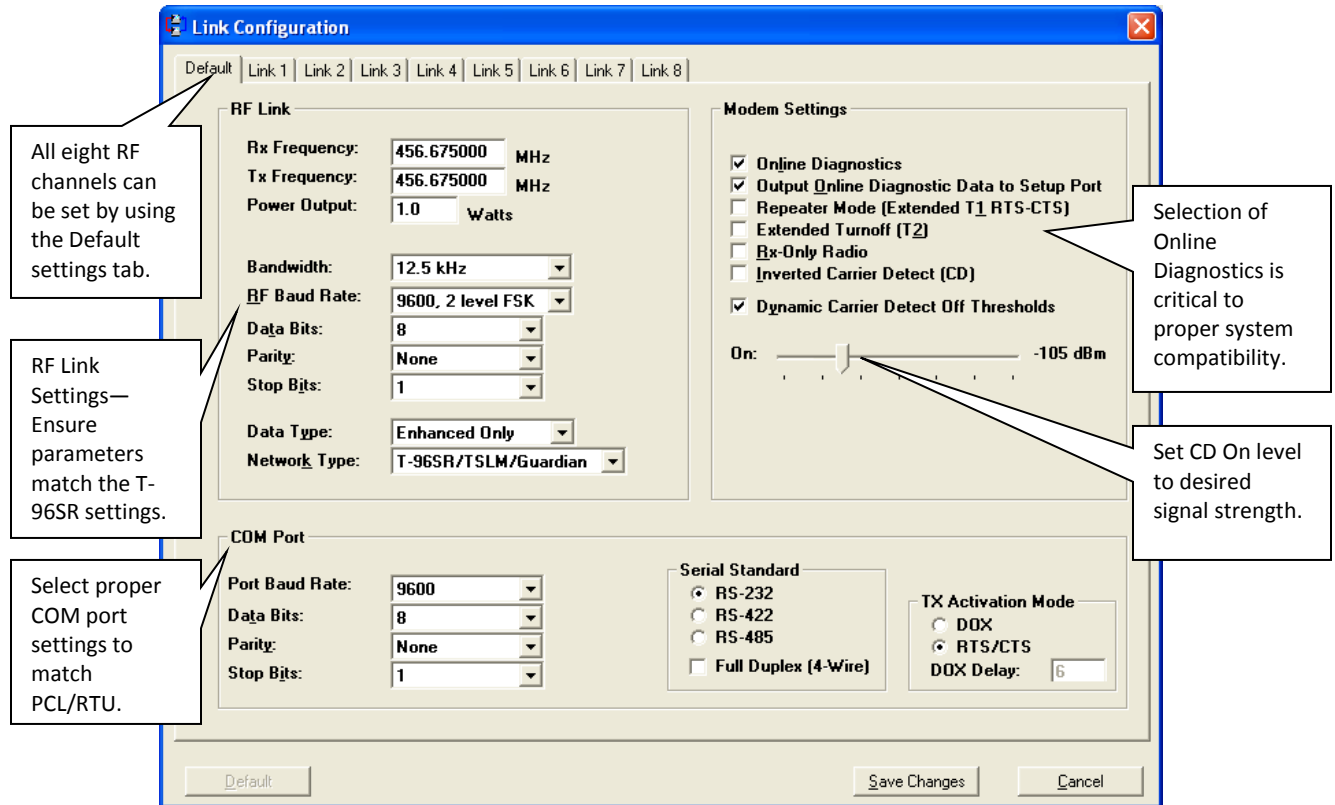 Link Configuration
Default Link 1 Link 2 Link 3 Link 4 Link 5 Link 6 Link 7 Link 8
All eight RF
channels can
be set by using
the Default
settings tab.
RF Link
Settings—
Ensure
parameters
match the T-
96SR settings.
Select proper
COM port
settings to
match
PCL/RTU.
RF Link
Rx Frequency: 456.675000 MHz
Tx Frequency: 456.675000 MHz
Power Output: 1.0 Watts
Bandwidth: 12.5 kHz
RF Baud Rate: 9600, 2 level FSK
Data Bits: 8
Parity: None
Stop Bits: 1
Data Type: Enhanced Only
Network Type: T-96SR/TSLM/Guardian
Modem Settings
Online Diagnostics
Output Online Diagnostic Data to Setup Port
Repeater Mode (Extended T1 RTS-CTS)
Extended Turnoff (T2)
Rx-Only Radio
Inverted Carrier Detect (CD)
Dynamic Carrier Detect Off Thresholds
On: -105 dBm
Selection of
Online
Diagnostics is
critical to
proper system
compatibility.
Set CD On level
to desired
signal strength.
COM Port
Port Baud Rate: 9600
Data Bits: 8
Parity: None
Stop Bits: 1
Serial Standard
RS-232
RS-422
RS-485
Full Duplex (4-Wire)
TX Activation Mode
DOX
RTS/CTS
DOX Delay: 6
Default Save Changes Cancel